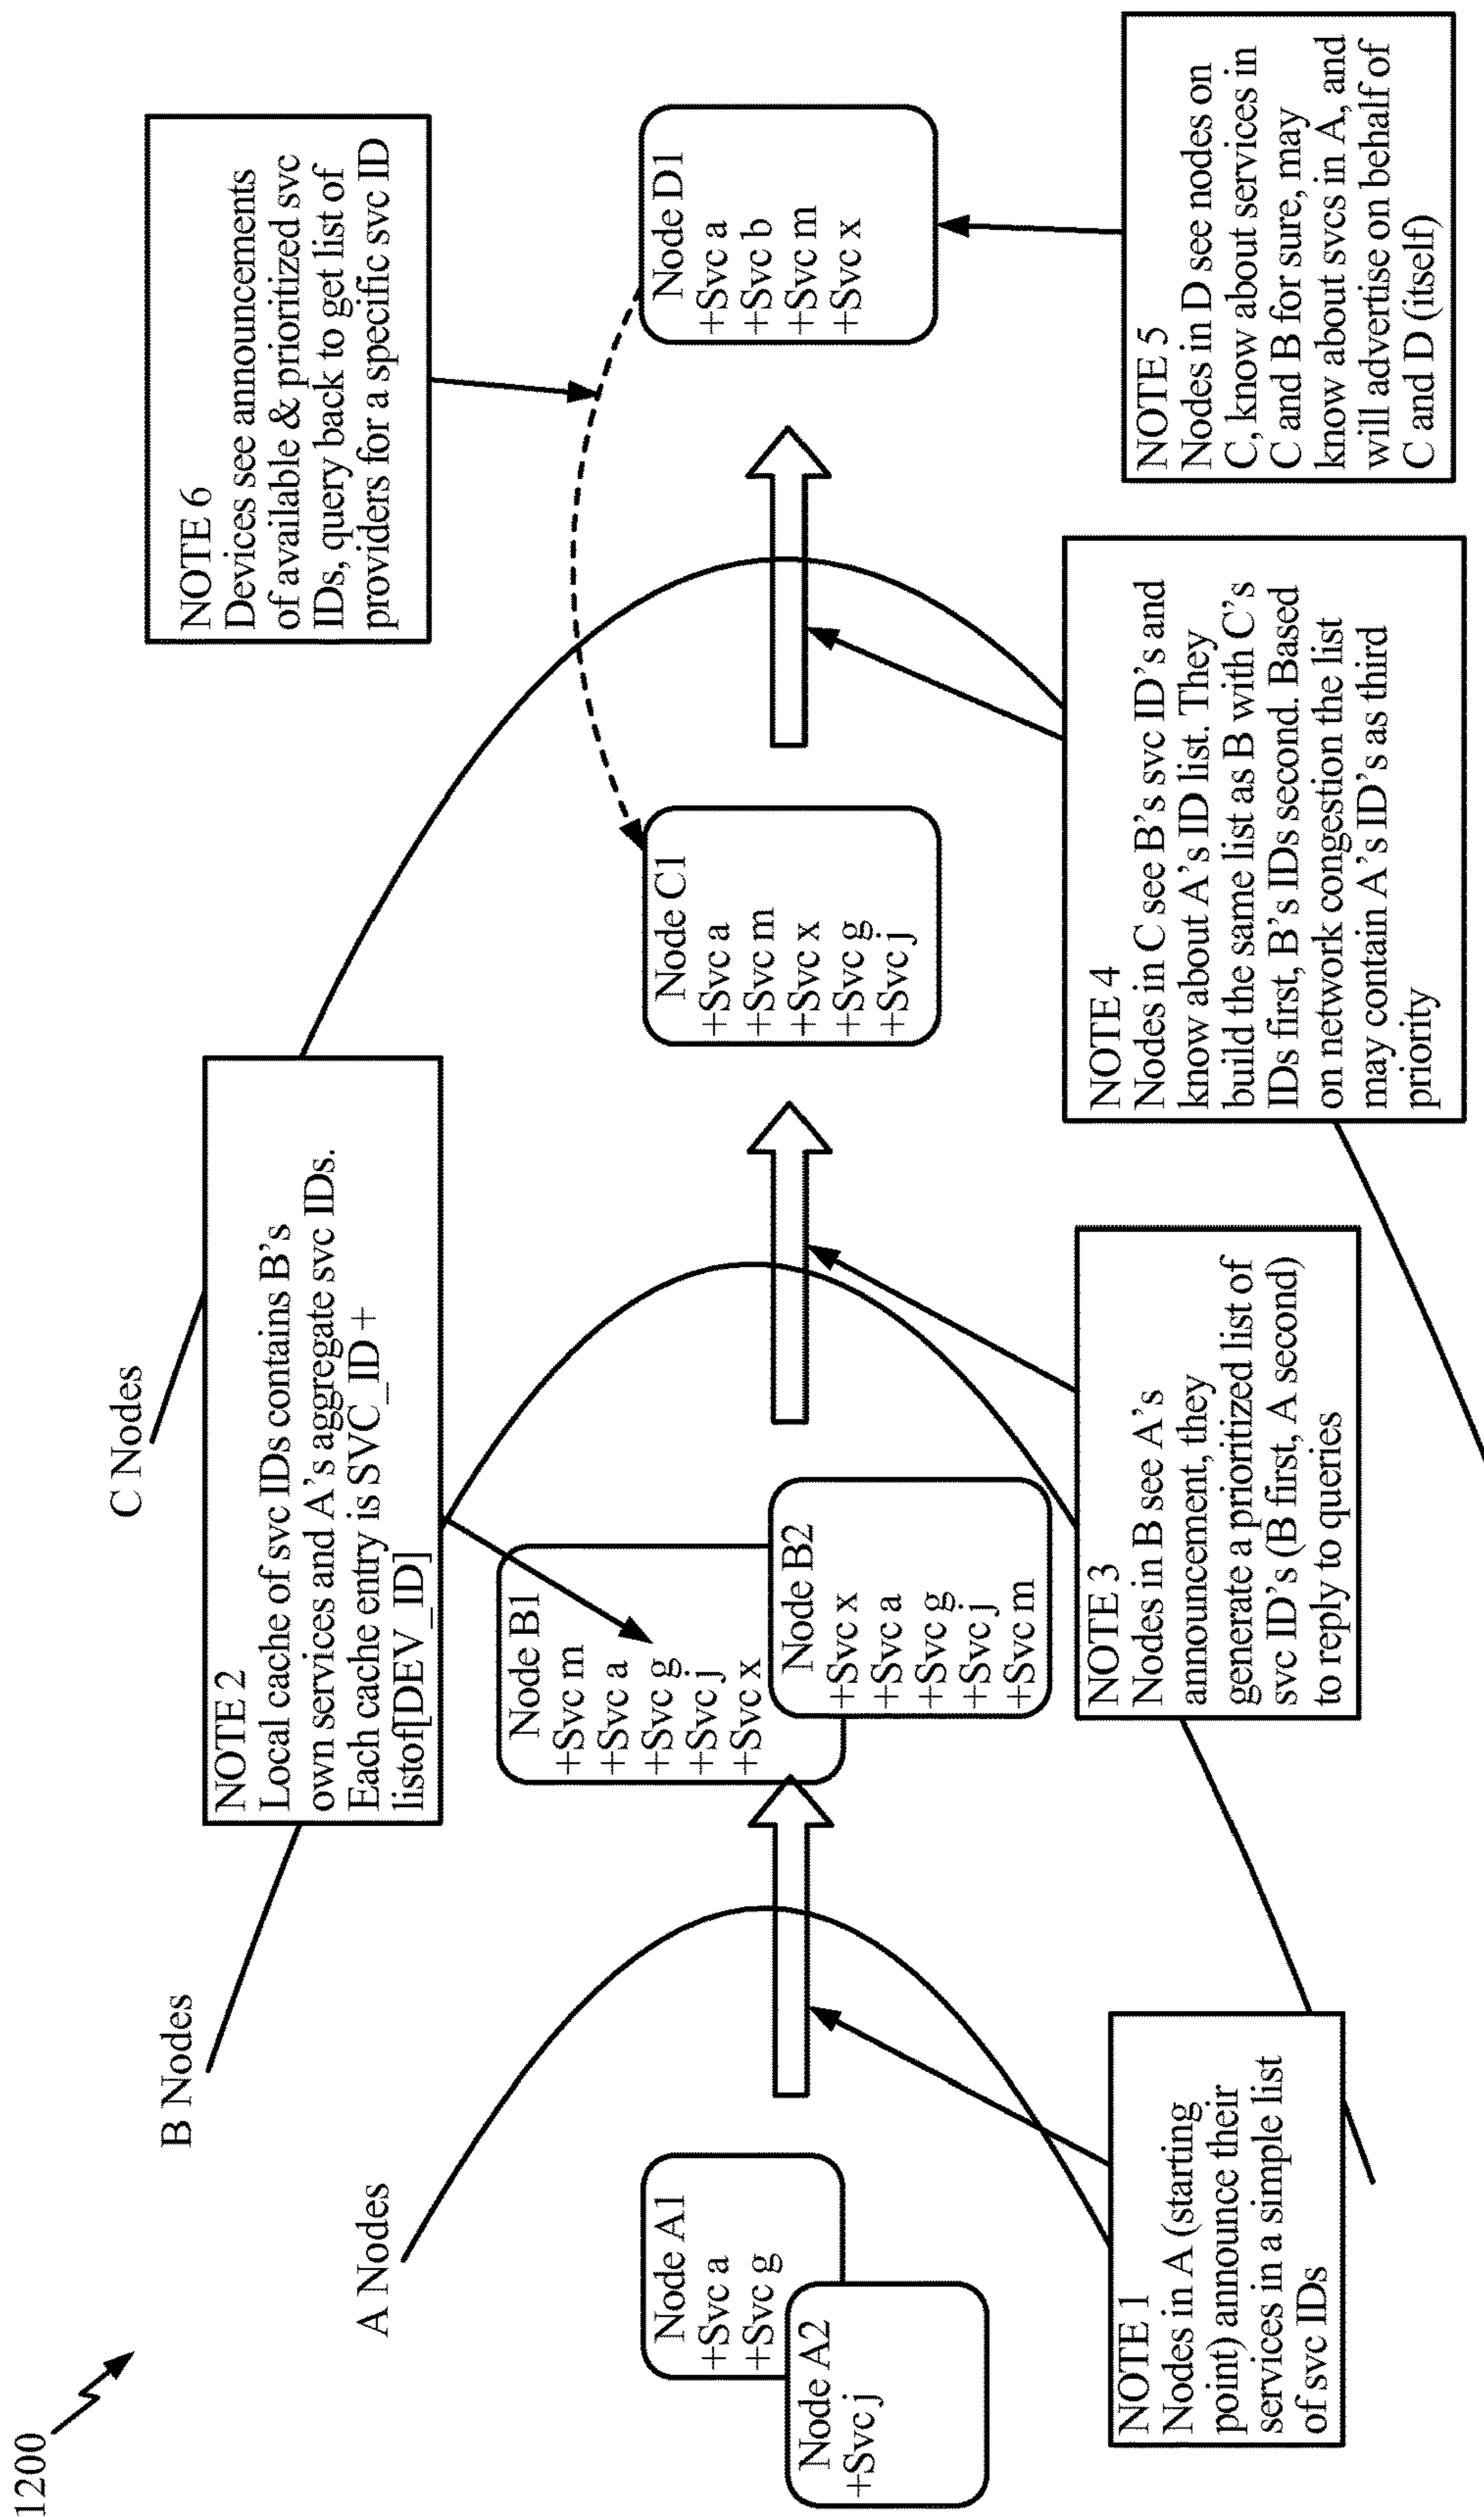 1200
C Nodes
B Nodes
A Nodes
NOTE 2
Local cache of svc IDs contains B's
own services and A's aggregate svc IDs.
Each cache entry is SVC_ID +
listof[DEV_ID]
NOTE 6
Devices see announcements
of available & prioritized svc
IDs, query back to get list of
providers for a specific svc ID
Node A1
+Svc a
+Svc g
Node A2
+Svc j
Node B1
+Svc m
+Svc a
+Svc g
+Svc j
+Svc x
Node B2
+Svc x
+Svc a
+Svc g
+Svc j
+Svc m
Node C1
+Svc a
+Svc m
+Svc x
+Svc g
+Svc j
Node D1
+Svc a
+Svc b
+Svc m
+Svc x
NOTE 1
Nodes in A (starting
point) announce their
services in a simple list
of svc IDs
NOTE 3
Nodes in B see A's
announcement, they
generate a prioritized list of
svc ID's (B first, A second)
to reply to queries
NOTE 4
Nodes in C see B's svc ID's and
know about A's ID list. They
build the same list as B with C's
IDs first, B's IDs second. Based
on network congestion the list
may contain A's ID's as third
priority
NOTE 5
Nodes in D see nodes on
C, know about services in
C and B for sure, may
know about svcs in A, and
will advertise on behalf of
C and D (itself)